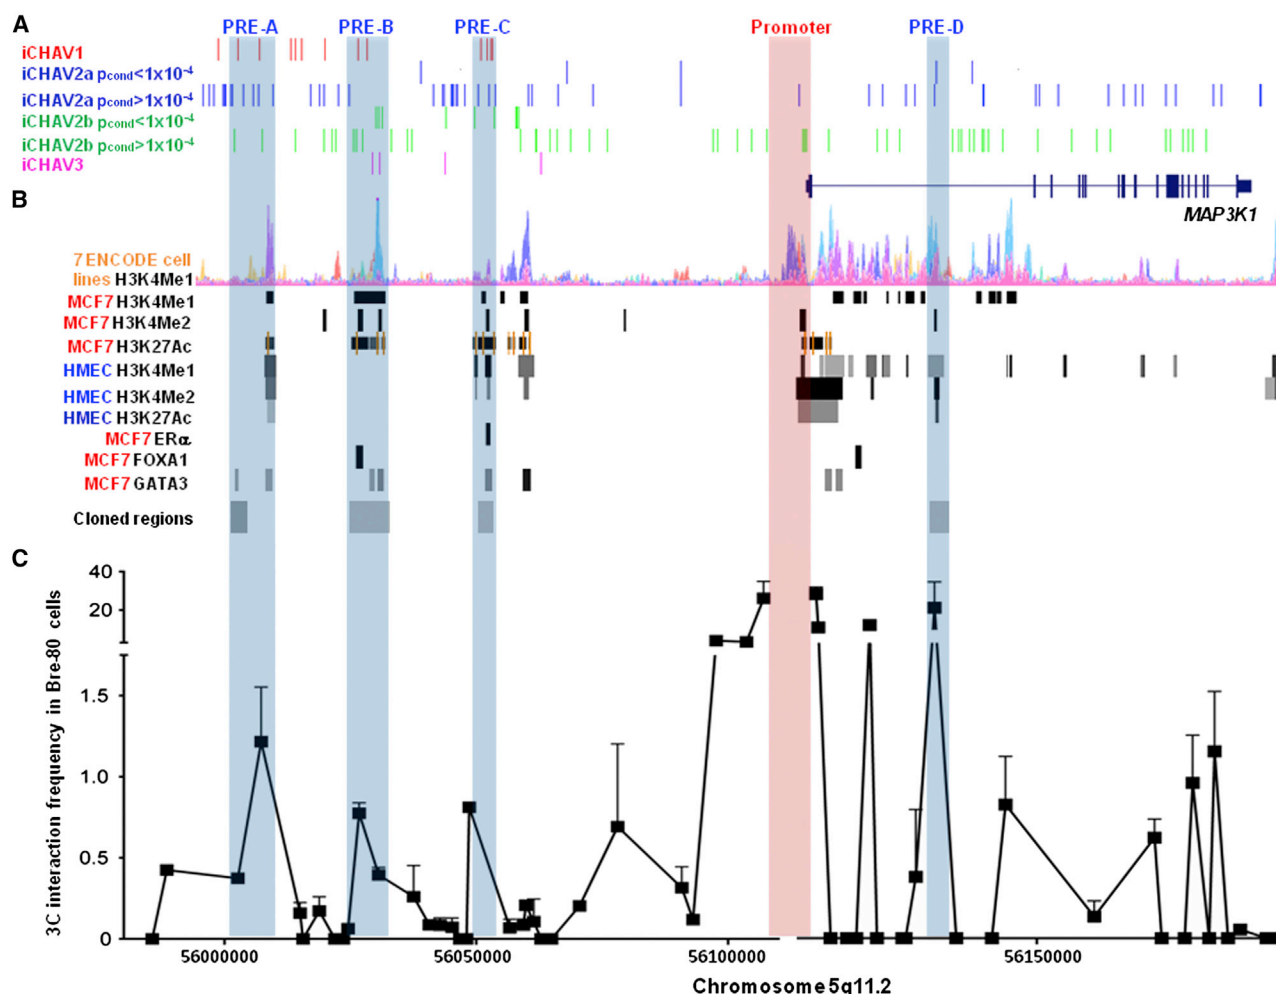 A
PRE-A PRE-B PRE-C Promoter PRE-D
iCHAV1
iCHAV2a pcond<1x10-4
iCHAV2a pcond>1x10-4
iCHAV2b pcond<1x10-4
iCHAV2b pcond>1x10-4
iCHAV3
MAP3K1
B
7 ENCODE cell
lines H3K4Me1
MCF7 H3K4Me1
MCF7 H3K4Me2
MCF7 H3K27Ac
HMEC H3K4Me1
HMEC H3K4Me2
HMEC H3K27Ac
MCF7 ERα
MCF7 FOXA1
MCF7 GATA3
Cloned regions
C
3C interaction frequency in Bre-80 cells
40
20
1.5
1.0
0.5
0
56000000 56050000 56100000 56150000
Chromosome 5q11.2